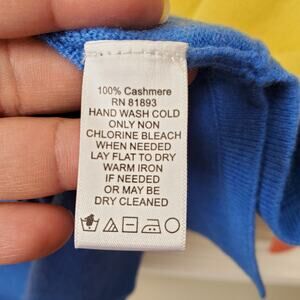 100% Cashmere
RN 81893
HAND WASH COLD
ONLY NON
CHLORINE BLEACH
WHEN NEEDED
LAY FLAT TO DRY
WARM IRON
IF NEEDED
OR MAY BE
DRY CLEANED